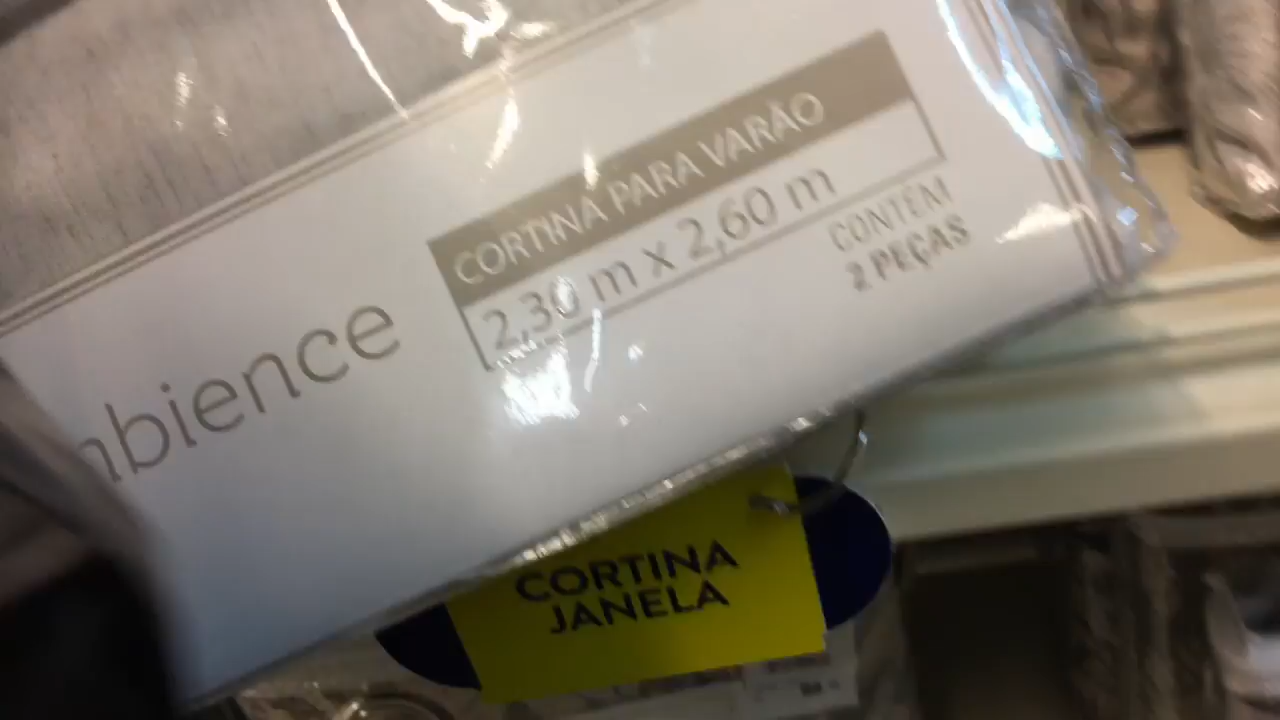 CORTINA PARA VARÃO
2,30 m x 2,60 m
CONTÉM
2 PEÇAS
mbience
CORTINA
JANELA